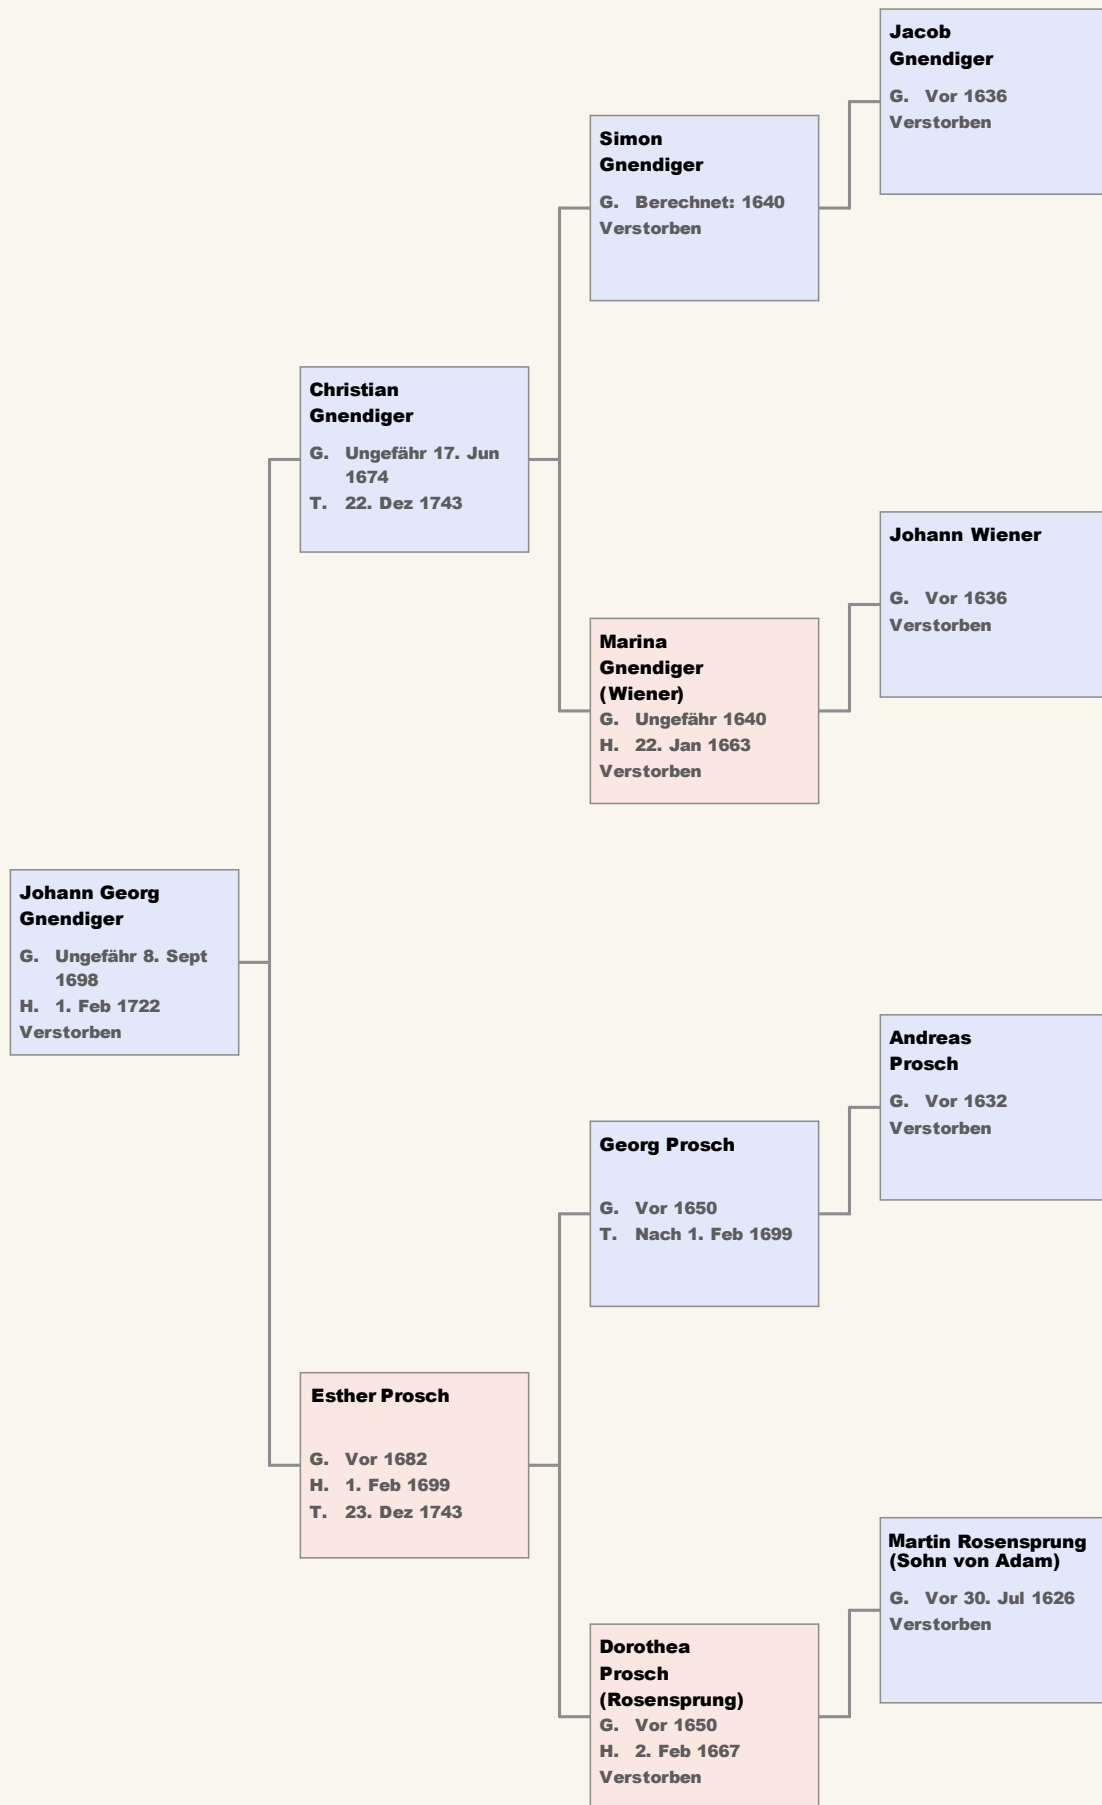 Jacob
Gnendiger
G. Vor 1636
Verstorben
Simon
Gnendiger
G. Berechnet: 1640
Verstorben
Christian
Gnendiger
G. Ungefähr 17. Jun
1674
T. 22. Dez 1743
Johann Wiener
G. Vor 1636
Verstorben
Marina
Gnendiger
(Wiener)
G. Ungefähr 1640
H. 22. Jan 1663
Verstorben
Johann Georg
Gnendiger
G. Ungefähr 8. Sept
1698
H. 1. Feb 1722
Verstorben
Andreas
Prosch
G. Vor 1632
Verstorben
Georg Prosch
G. Vor 1650
T. Nach 1. Feb 1699
Esther Prosch
G. Vor 1682
H. 1. Feb 1699
T. 23. Dez 1743
Martin Rosensprung
(Sohn von Adam)
G. Vor 30. Jul 1626
Verstorben
Dorothea
Prosch
(Rosensprung)
G. Vor 1650
H. 2. Feb 1667
Verstorben